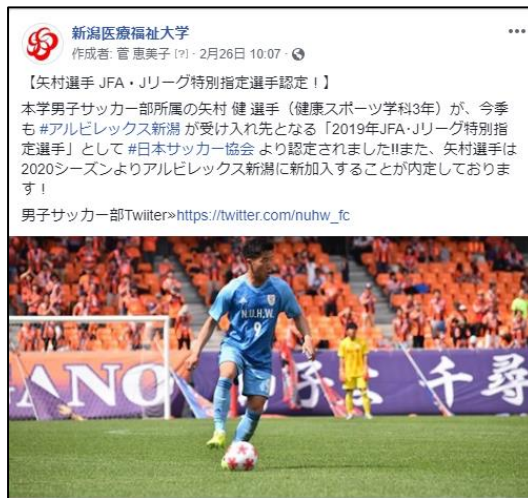 新潟医療福祉大学
作成者: 菅 恵美子 [?] · 2月26日 10:07 ·
【矢村選手 JFA・Jリーグ特別指定選手認定！】
本学男子サッカー部所属の矢村 健 選手（健康スポーツ学科3年）が、今季
も #アルビレックス新潟 が受け入れ先となる「2019年JFA･Jリーグ特別指
定選手」として #日本サッカー協会 より認定されました!!また、矢村選手は
2020シーズンよりアルビレックス新潟に新加入することが内定しておりま
す！
男子サッカー部Twiiter»https://twitter.com/nuhw_fc
N.U.H.W.
9
GANO
子
千尋